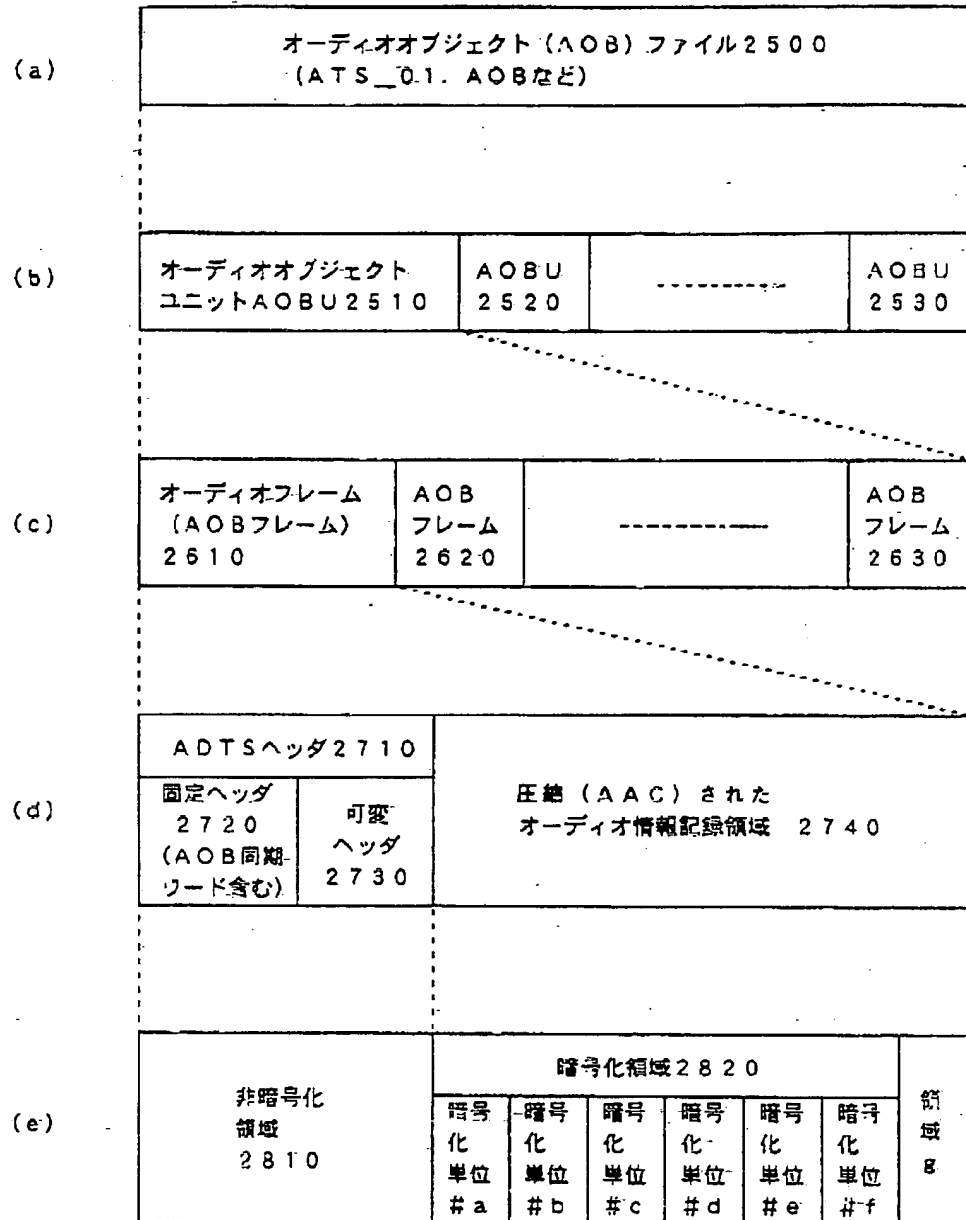 (a)
オーディオオブジェクト(AOB)ファイル2500
(ATS_01.AOBなど)
(b)
オーディオオブジェクト
ユニットAOBU2510
AOBU
2520
AOBU
2530
(c)
オーディオフレーム
(AOBフレーム)
2610
AOB
フレーム
2620
AOB
フレーム
2630
(d)
ADTSヘッダ2710
固定ヘッダ
2720
(AOB同期
ワード含む)
可変
ヘッダ
2730
圧縮(AAC)された
オーディオ情報記録領域 2740
(e)
非暗号化
領域
2810
暗号化領域2820
暗号
化
単位
#a
暗号
化
単位
#b
暗号
化
単位
#c
暗号
化
単位
#d
暗号
化
単位
#e
暗号
化
単位
#f
領
域
g